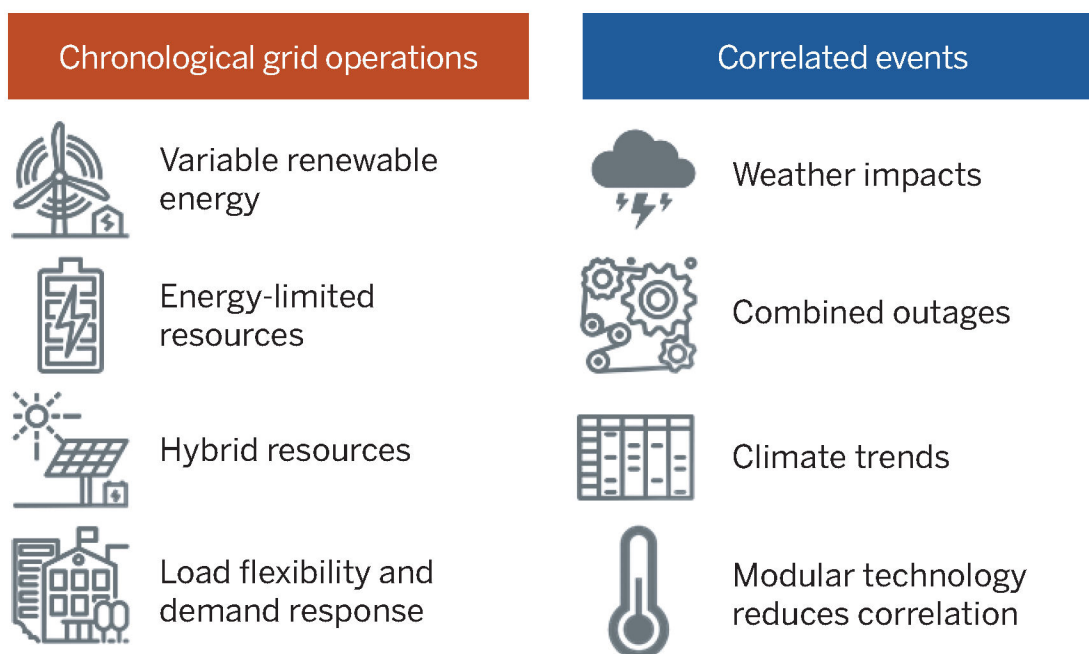 Chronological grid operations
Variable renewable
energy
Energy-limited
resources
Hybrid resources
Load flexibility and
demand response
Correlated events
Weather impacts
Combined outages
Climate trends
Modular technology
reduces correlation